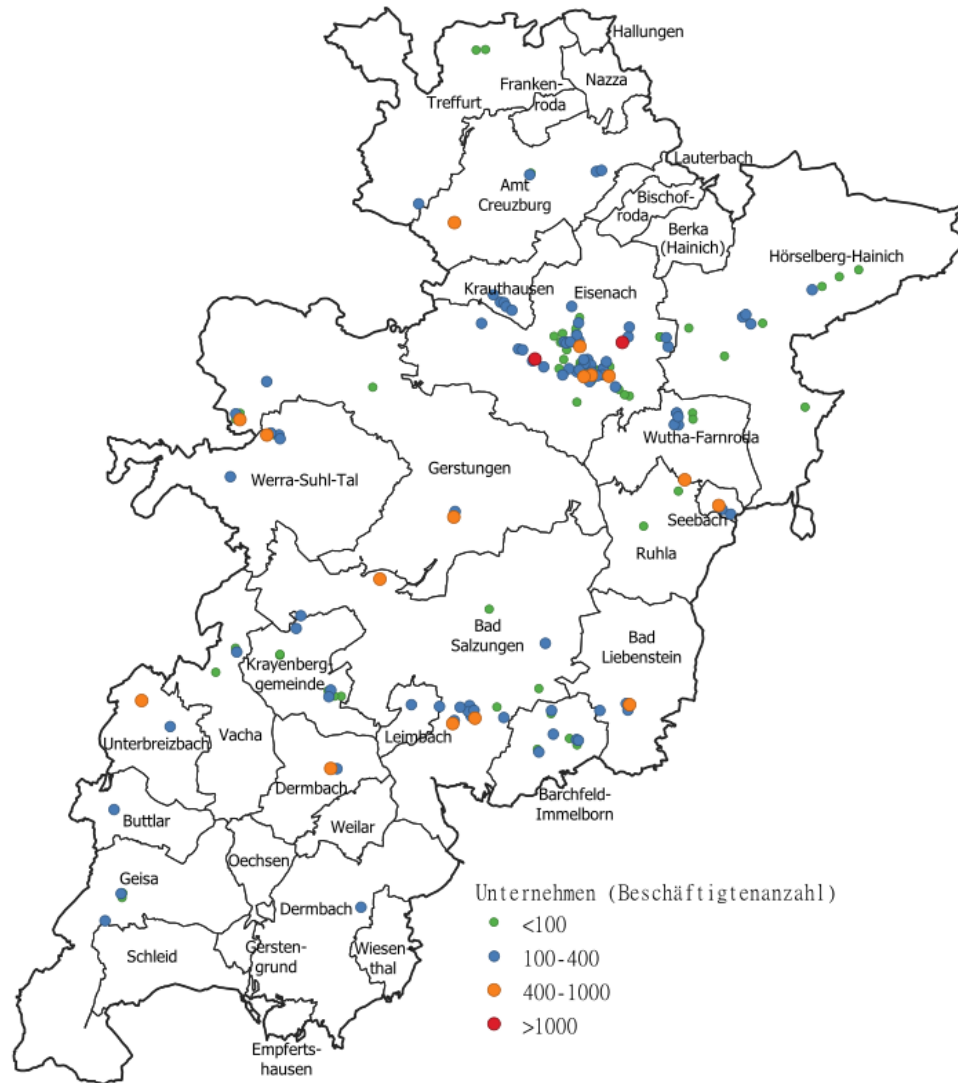 Hallungen
Franken-
roda
Nazza
Treffurt
Lauterbach
Amt
Creuzburg
Bischof-
roda
Berka
(Hainich)
Hörselberg-Hainich
Krauthausen
Eisenach
Wutha-Farnroda
Gerstungen
Werra-Suhl-Tal
Seebach
Ruhla
Bad
Salzungen
Bad
Liebenstein
Krayenberg-
gemeinde
Unterbreizbach
Vacha
Leimbach
Dermbach
Barchfeld-
Immelborn
Buttlar
Weilar
Oechsen
Geisa
Dermbach
Schleid
Gersten-
grund
Wiesen-
thal
Empferts-
hausen
Unternehmen (Beschäftigtenanzahl)
<100
100-400
400-1000
>1000